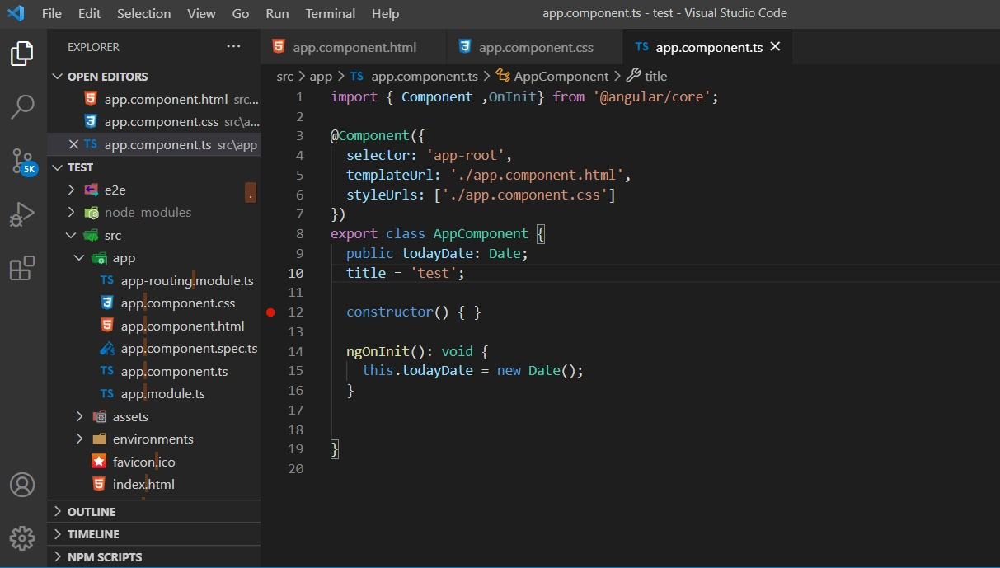 File Edit Selection View Go Run Terminal Help
app.component.ts - test - Visual Studio Code
EXPLORER
OPEN EDITORS
app.component.html src...
app.component.css src\a...
TS app.component.ts src\app
5K
TEST
e2e
node_modules
src
app
TS app-routing.module.ts
app.component.css
app.component.html
app.component.spec.ts
TS app.component.ts
TS app.module.ts
assets
environments
favicon.ico
index.html
OUTLINE
TIMELINE
NPM SCRIPTS
app.component.html app.component.css TS app.component.ts
src > app > TS app.component.ts > AppComponent > title
1 import { Component ,OnInit} from '@angular/core';
2
3 @Component({
4 selector: 'app-root',
5 templateUrl: './app.component.html',
6 styleUrls: ['./app.component.css']
7 })
8 export class AppComponent {
9 public todayDate: Date;
10 title = 'test';
11
12 constructor() { }
13
14 ngOnInit(): void {
15 this.todayDate = new Date();
16 }
17
18
19 }
20